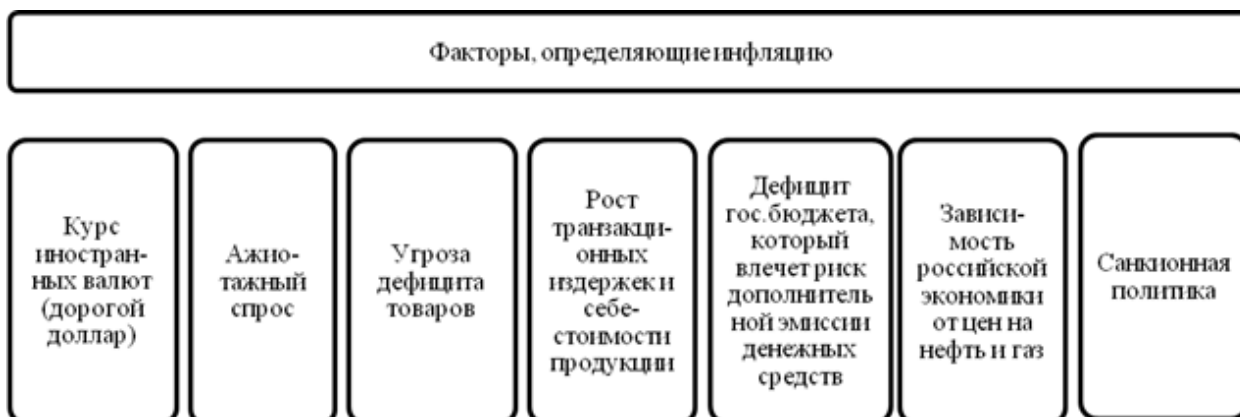 Факторы, определяющие инфляцию
Курс
иностран-
ных валют
(дорогой
доллар)
Ажио-
тажный
спрос
Угроза
дефицита
товаров
Рост
транзакци-
онных
издержек и
себе-
стоимости
продукции
Дефицит
гос.бюджета,
который
влечет риск
дополнитель
ной эмиссии
денежных
средств
Зависи-
мость
российской
экономики
от цен на
нефть и газ
Санкционная
политика